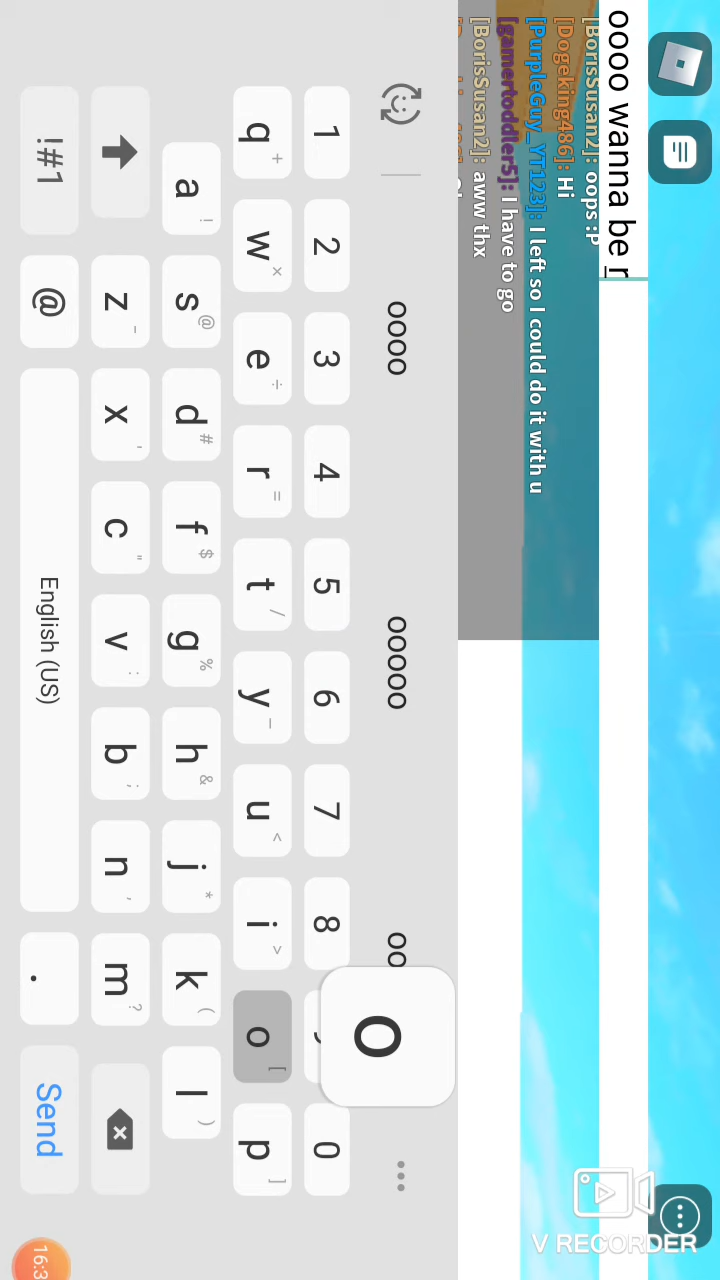 oooo wanna be r
[BorisSusan2]: oops :P
[Dogeking486]: Hi
[PurpleGuy_YT123]: I left so I could do it with u
[gamertoddler5]: I have to go
[BorisSusan2]: aww thx
oooo ooooo oo
1 2 3 4 5 6 7 8 0
q + w × e ÷ r = t / y _ u < i > o [ p ]
O
a ! s @ d # f $ g % h & j * k ( l )
z - x ' c " v : b ; n , m ?
!#1 @ English (US) . Send
V RECORDER
16:3